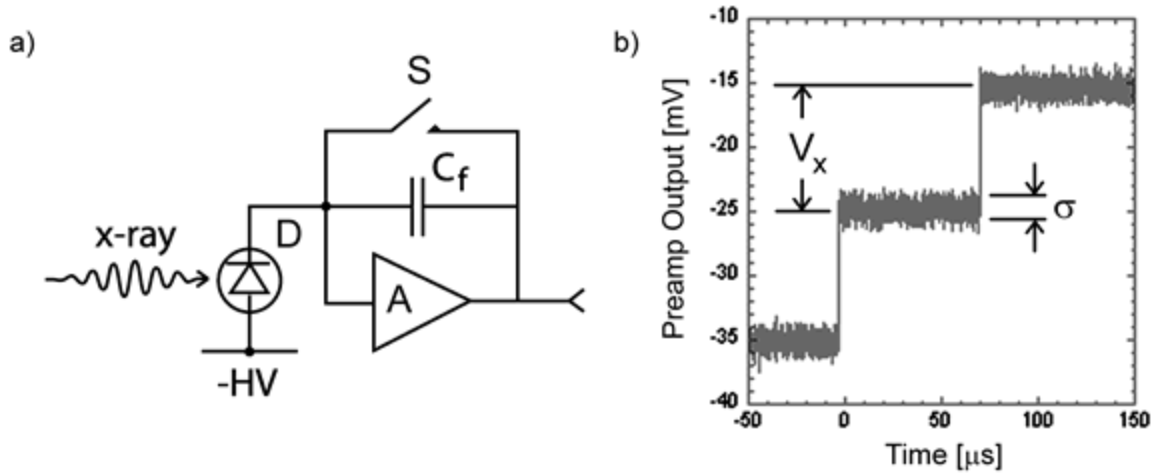 a)
S
C_f
D
x-ray
A
-HV
b)
Preamp Output [mV]
-10
-15
-20
-25
-30
-35
-40
V_x
σ
-50
0
50
100
150
Time [µs]